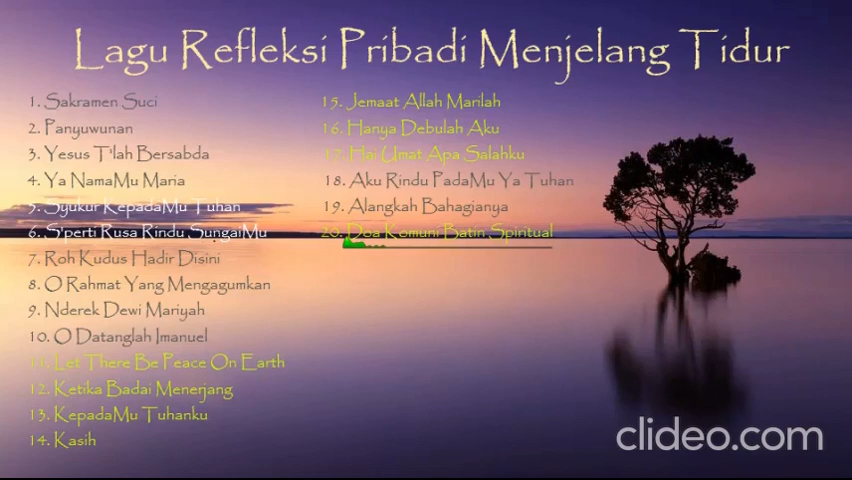 Lagu Refleksi Pribadi Menjelang Tidur
1. Sakramen Suci
2. Panyuwunan
3. Yesus T'lah Bersabda
4. Ya NamaMu Maria
5. Syukur KepadaMu Tuhan
6. S'perti Rusa Rindu SungaiMu
7. Roh Kudus Hadir Disini
8. O Rahmat Yang Mengagumkan
9. Nderek Dewi Mariyah
10. O Datanglah Imanuel
11. Let There Be Peace On Earth
12. Ketika Badai Menerjang
13. KepadaMu Tuhanku
14. Kasih
15. Jemaat Allah Marilah
16. Hanya Debulah Aku
17. Hai Umat Apa Salahku
18. Aku Rindu PadaMu Ya Tuhan
19. Alangkah Bahagianya
20. Doa Komuni Batin Spiritual
clideo.com